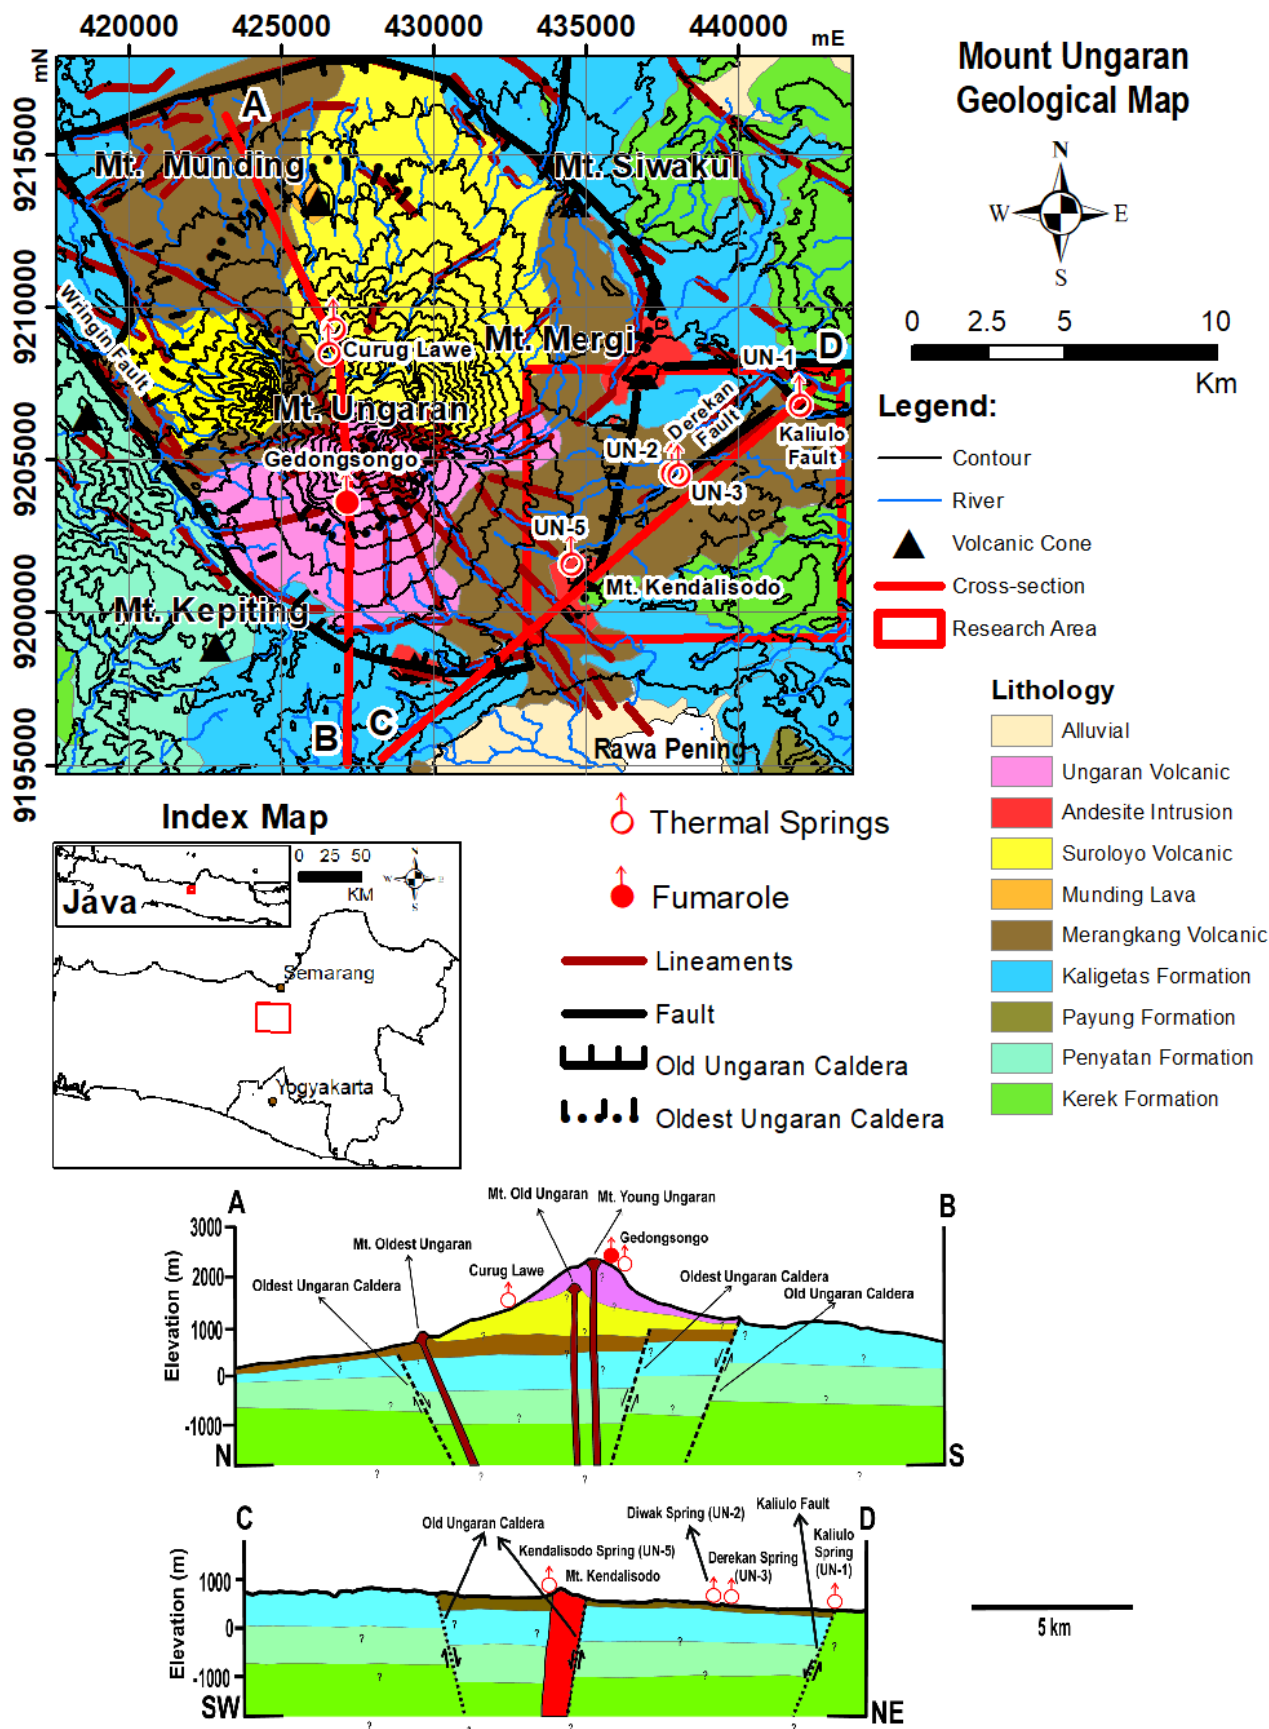 420000 425000 430000 435000 440000
mE
mN
9215000
9210000
9205000
9200000
9195000
A
Mt. Munding
Mt. Siwakul
Wringin Fault
Curug Lawe
Mt. Mergi
UN-1
D
Mt. Ungaran
Derekan
Fault
Kaliulo
Fault
Gedongsongo
UN-2
UN-3
UN-5
Mt. Kendalisodo
Mt. Kepiting
B
C
Rawa Pening
Mount Ungaran
Geological Map
N
W E
S
0 2.5 5 10
Km
Legend:
Contour
River
Volcanic Cone
Cross-section
Research Area
Lithology
Alluvial
Ungaran Volcanic
Andesite Intrusion
Suroloyo Volcanic
Munding Lava
Merangkang Volcanic
Kaligetas Formation
Payung Formation
Penyatan Formation
Kerek Formation
Index Map
0 25 50
KM
N
W E
S
Java
Semarang
Yogyakarta
Thermal Springs
Fumarole
Lineaments
Fault
Old Ungaran Caldera
Oldest Ungaran Caldera
A
B
Mt. Old Ungaran
Mt. Young Ungaran
Mt. Oldest Ungaran
Gedongsongo
Curug Lawe
Oldest Ungaran Caldera
Oldest Ungaran Caldera
Old Ungaran Caldera
Elevation (m)
3000
2000
1000
0
-1000
N
S
C
D
Old Ungaran Caldera
Diwak Spring (UN-2)
Kaliulo Fault
Kendalisodo Spring (UN-5)
Mt. Kendalisodo
Derekan Spring
(UN-3)
Kaliulo
Spring
(UN-1)
Elevation (m)
1000
0
-1000
SW
NE
5 km